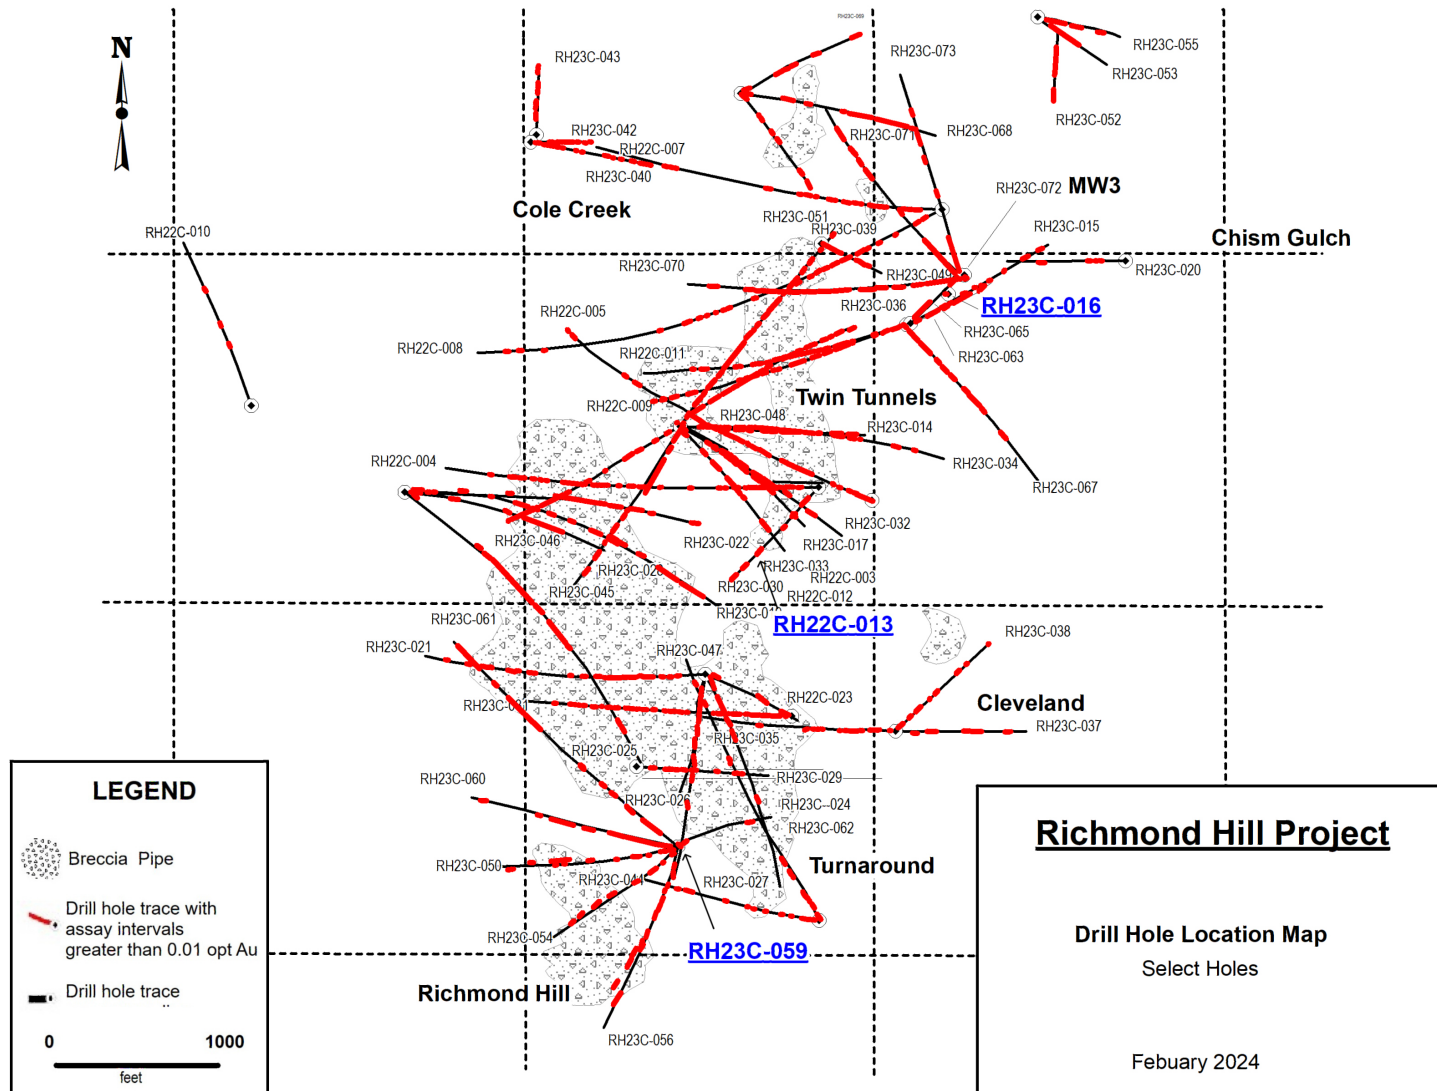 RH23C-069
N
RH23C-043
RH23C-073
RH23C-055
RH23C-053
RH23C-052
RH23C-042
RH22C-007
RH23C-040
RH23C-071
RH23C-068
RH23C-072
MW3
Cole Creek
RH23C-051
RH23C-039
RH23C-015
RH22C-010
Chism Gulch
RH23C-070
RH23C-049
RH23C-020
RH23C-036
RH23C-016
RH22C-005
RH23C-065
RH22C-008
RH22C-011
RH23C-063
Twin Tunnels
RH22C-009
RH23C-048
RH23C-014
RH23C-034
RH22C-004
RH23C-067
RH23C-032
RH23C-046
RH23C-022
RH23C-017
RH23C-033
RH23C-045
RH23C-030
RH22C-003
RH22C-012
RH22C-013
RH23C-061
RH23C-038
RH23C-021
RH23C-047
RH22C-023
Cleveland
RH23C-037
RH23C-035
RH23C-025
RH23C-029
RH23C-060
RH23C--024
RH23C-062
Turnaround
RH23C-050
RH23C-044
RH23C-027
RH23C-054
RH23C-059
Richmond Hill
RH23C-056
LEGEND
Breccia Pipe
Drill hole trace with
assay intervals
greater than 0.01 opt Au
Drill hole trace
0
1000
feet
Richmond Hill Project
Drill Hole Location Map
Select Holes
Febuary 2024